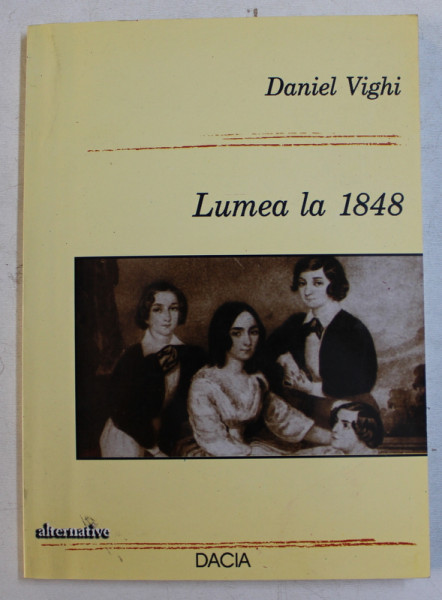 Daniel Vighi
Lumea la 1848
alternative
DACIA